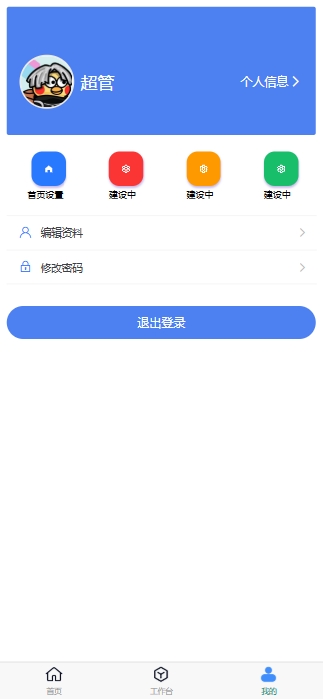 超管
个人信息
首页设置 建设中 建设中 建设中
编辑资料
修改密码
退出登录
首页 工作台 我的